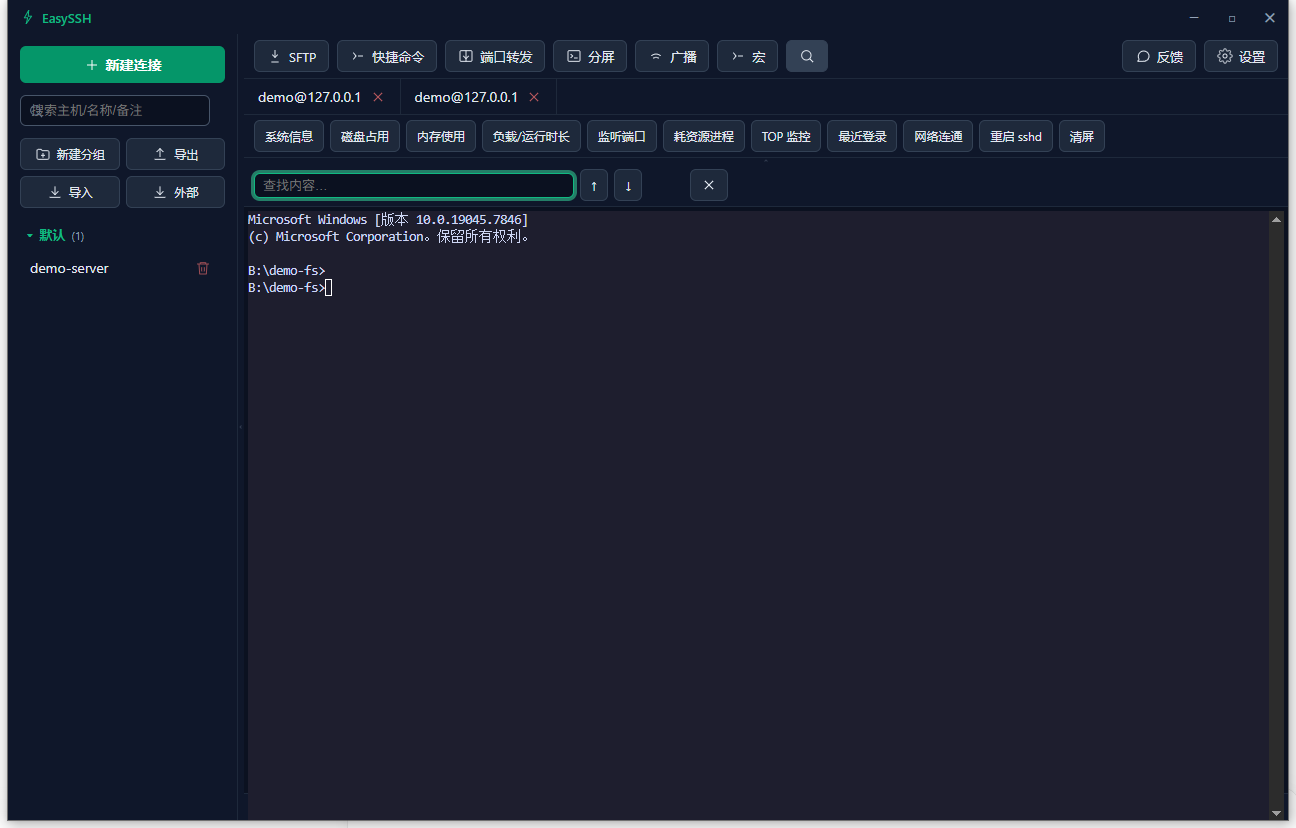 EasySSH
新建连接
SFTP 快捷命令 端口转发 分屏 广播 宏 反馈 设置
搜索主机/名称/备注
demo@127.0.0.1 demo@127.0.0.1
新建分组 导出
系统信息 磁盘占用 内存使用 负载/运行时长 监听端口 耗资源进程 TOP 监控 最近登录 网络连通 重启 sshd 清屏
导入 外部
查找内容... ↑ ↓
默认 (1)
demo-server
Microsoft Windows [版本 10.0.19045.7846]
(c) Microsoft Corporation。保留所有权利。
B:\demo-fs>
B:\demo-fs>